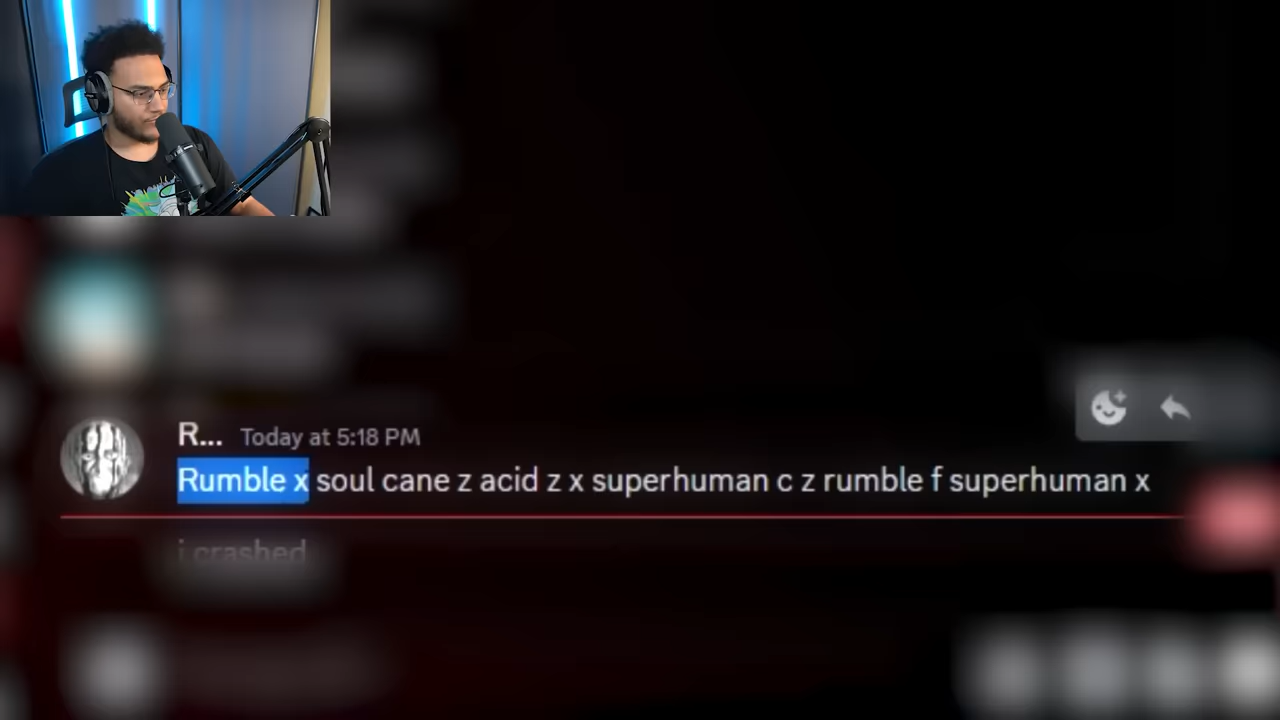 R... Today at 5:18 PM
Rumble x soul cane z acid z x superhuman c z rumble f superhuman x
i crashed